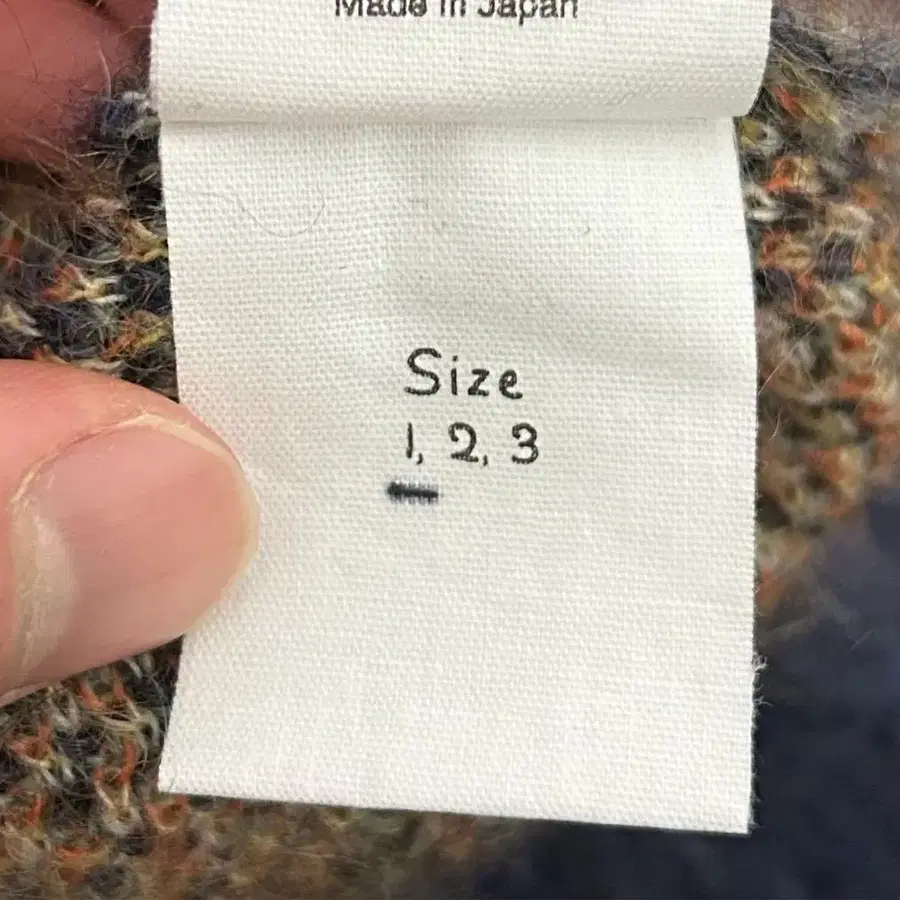 Made in Japan
Size
1, 2, 3